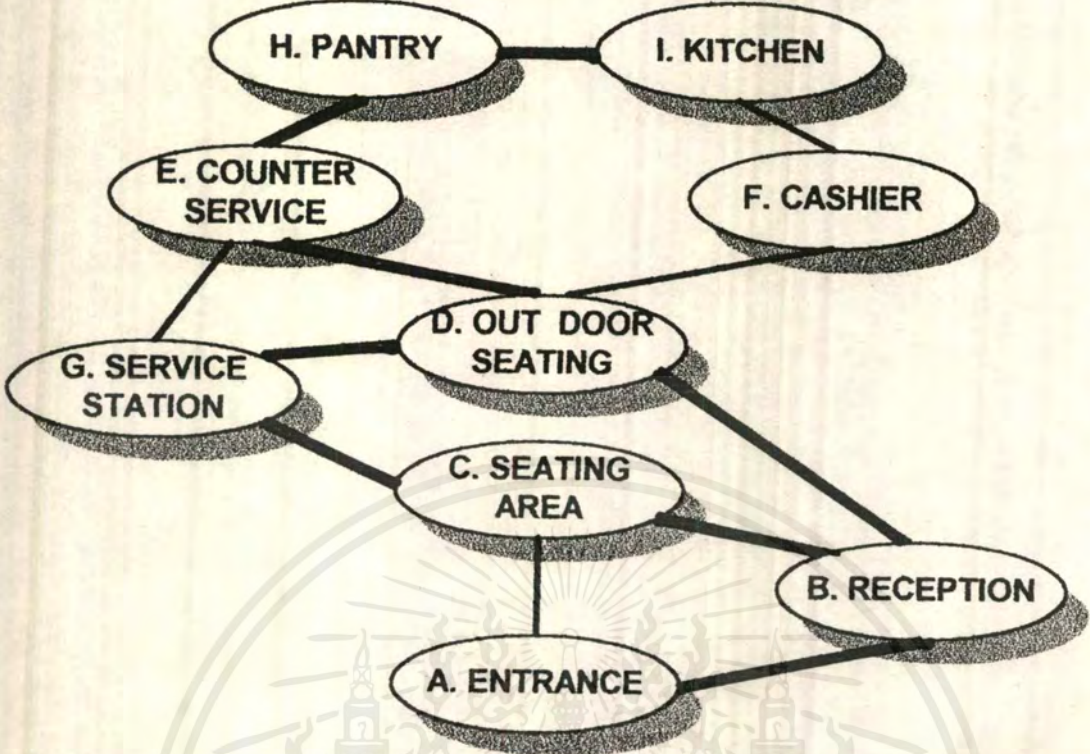 H. PANTRY
I. KITCHEN
E. COUNTER
SERVICE
F. CASHIER
D. OUT DOOR
SEATING
G. SERVICE
STATION
C. SEATING
AREA
B. RECEPTION
A. ENTRANCE